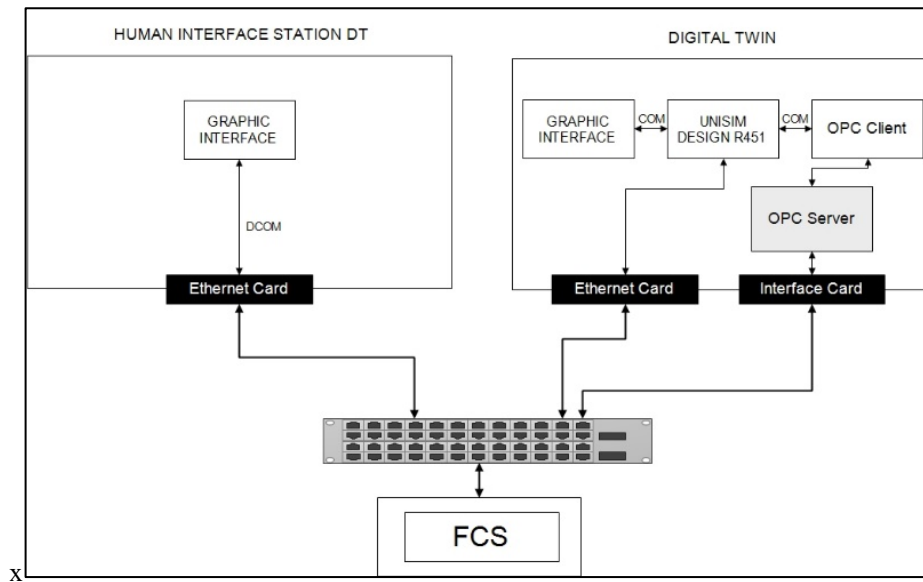 HUMAN INTERFACE STATION DT
DIGITAL TWIN
GRAPHIC
INTERFACE
DCOM
Ethernet Card
GRAPHIC
INTERFACE
COM
UNISIM
DESIGN R451
COM
OPC Client
OPC Server
Ethernet Card
Interface Card
FCS
x